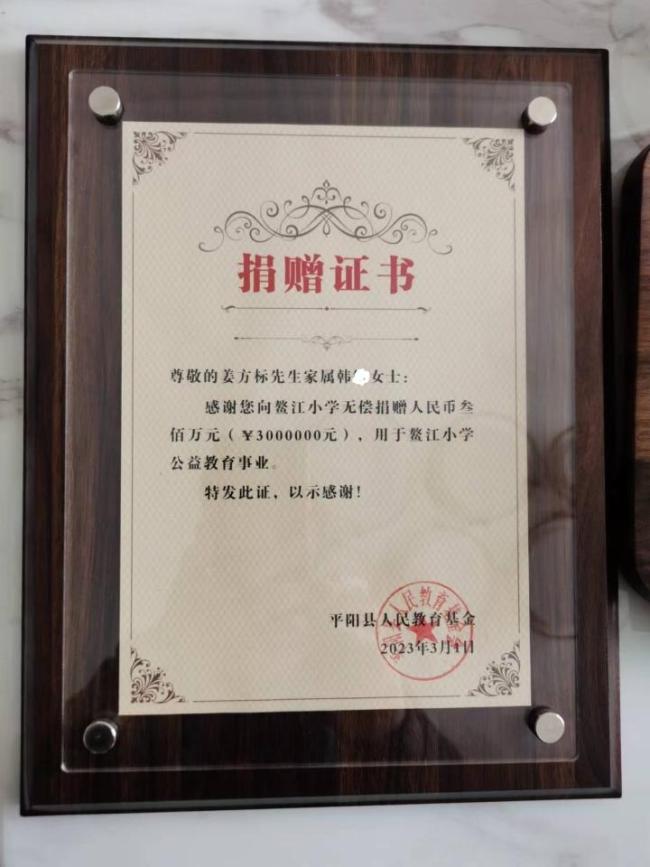 捐赠证书
尊敬的姜方标先生家属韩 女士：
感谢您向鳌江小学无偿捐赠人民币叁
佰万元（￥3000000元），用于鳌江小学
公益教育事业。
特发此证，以示感谢！
平阳县人民教育基金
2023年3月1日